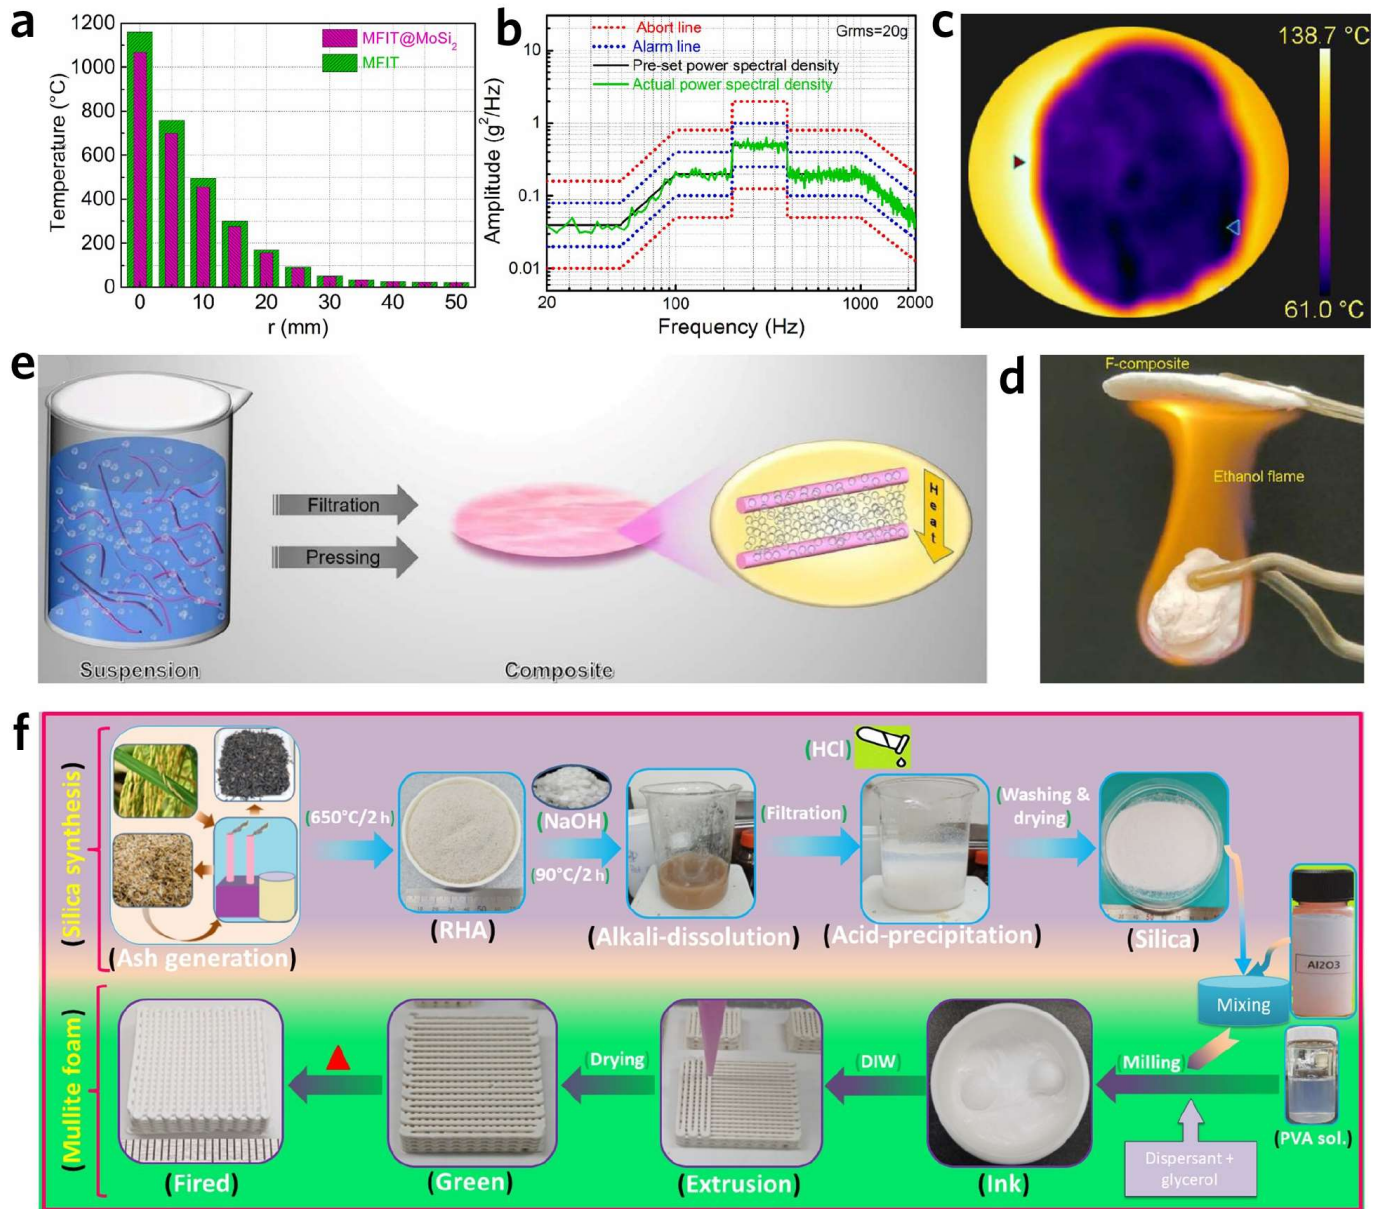 a
1200
1000
800
600
400
200
0
Temperature (°C)
MFIT@MoSi₂
MFIT
0 10 20 30 40 50
r (mm)
b
10
1
0.1
0.01
Amplitude (g²/Hz)
Abort line
Alarm line
Pre-set power spectral density
Actual power spectral density
Grms=20g
20 100 1000 2000
Frequency (Hz)
c
138.7 °C
61.0 °C
e
Filtration
Pressing
Heat
Suspension
Composite
d
F-composite
Ethanol flame
f
(Silica synthesis)
(Ash generation)
(650°C/2 h)
(RHA)
(NaOH)
90°C/2 h)
(Alkali-dissolution)
(Filtration)
(HCl)
(Acid-precipitation)
(Washing &
drying)
(Silica)
Al2O3
Mixing
(Mullite foam)
(Fired)
(Green)
(Drying)
(Extrusion)
(DIW)
(Ink)
(Milling)
(PVA sol.)
Dispersant +
glycerol